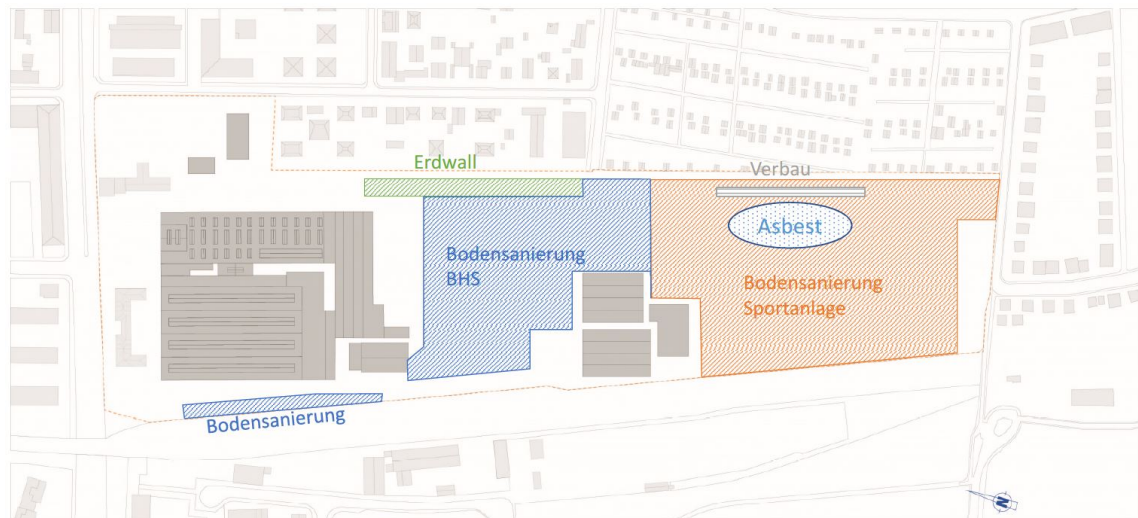 Erdwall
Verbau
Asbest
Bodensanierung
BHS
Bodensanierung
Sportanlage
Bodensanierung
N